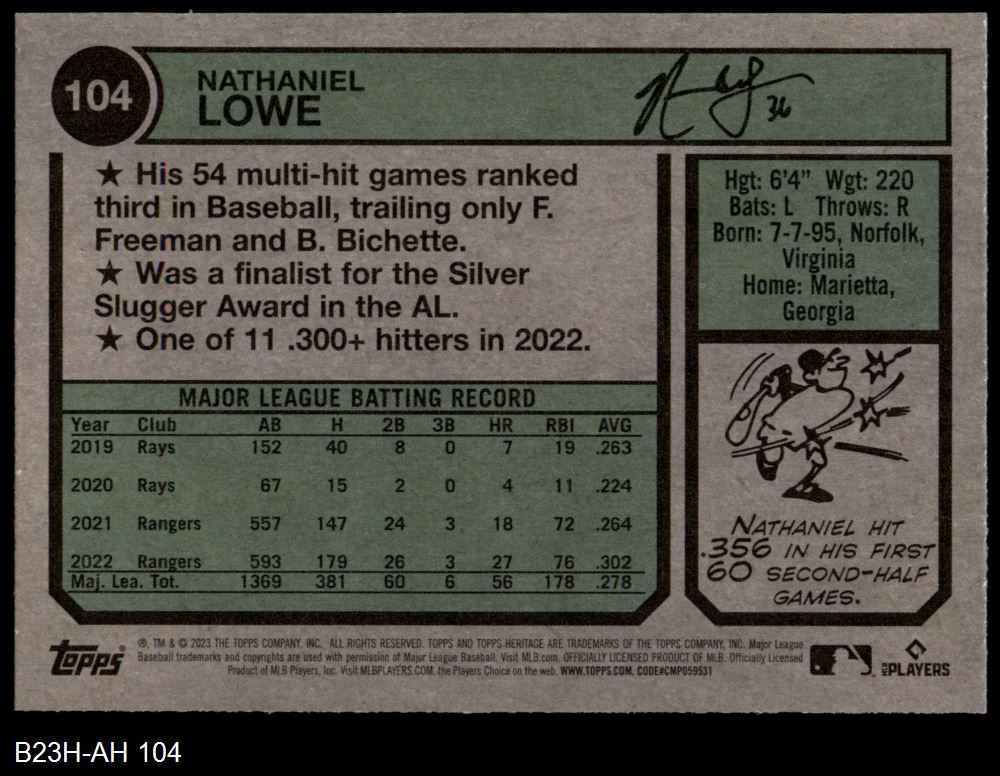 104
NATHANIEL
LOWE
36
★ His 54 multi-hit games ranked
third in Baseball, trailing only F.
Freeman and B. Bichette.
★ Was a finalist for the Silver
Slugger Award in the AL.
★ One of 11 .300+ hitters in 2022.
Hgt: 6'4" Wgt: 220
Bats: L Throws: R
Born: 7-7-95, Norfolk,
Virginia
Home: Marietta,
Georgia
MAJOR LEAGUE BATTING RECORD
Year Club AB H 2B 3B HR RBI AVG
2019 Rays 152 40 8 0 7 19 .263
2020 Rays 67 15 2 0 4 11 .224
2021 Rangers 557 147 24 3 18 72 .264
2022 Rangers 593 179 26 3 27 76 .302
Maj. Lea. Tot. 1369 381 60 6 56 178 .278
NATHANIEL HIT
.356 IN HIS FIRST
60 SECOND-HALF
GAMES.
topps
®, TM & © 2023 THE TOPPS COMPANY, INC. ALL RIGHTS RESERVED. TOPPS AND TOPPS HERITAGE ARE TRADEMARKS OF THE TOPPS COMPANY, INC. Major League
Baseball trademarks and copyrights are used with permission of Major League Baseball. Visit MLB.com. OFFICIALLY LICENSED PRODUCT OF MLB. Officially Licensed
Product of MLB Players, Inc. Visit MLBPLAYERS.COM, the Players Choice on the web. WWW.TOPPS.COM. CODE#CMP059531
MLB PLAYERS
B23H-AH 104